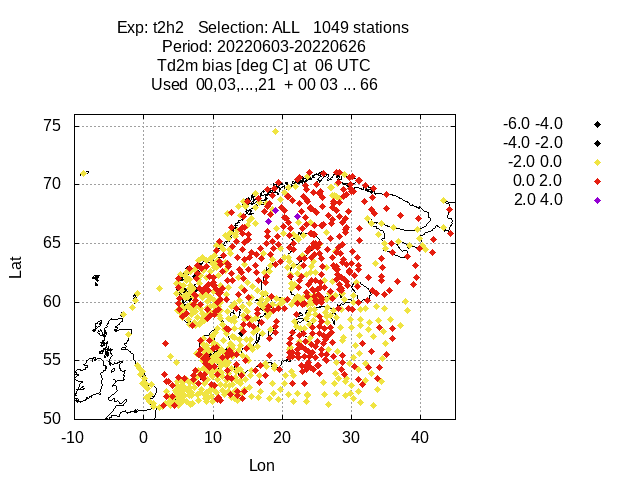 Exp: t2h2   Selection: ALL   1049 stations
Period: 20220603-20220626
Td2m bias [deg C] at  06 UTC
Used  00,03,...,21  + 00 03 ... 66
-6.0 -4.0
-4.0 -2.0
-2.0 0.0
0.0 2.0
2.0 4.0
75
70
65
60
55
50
Lat
-10
0
10
20
30
40
Lon